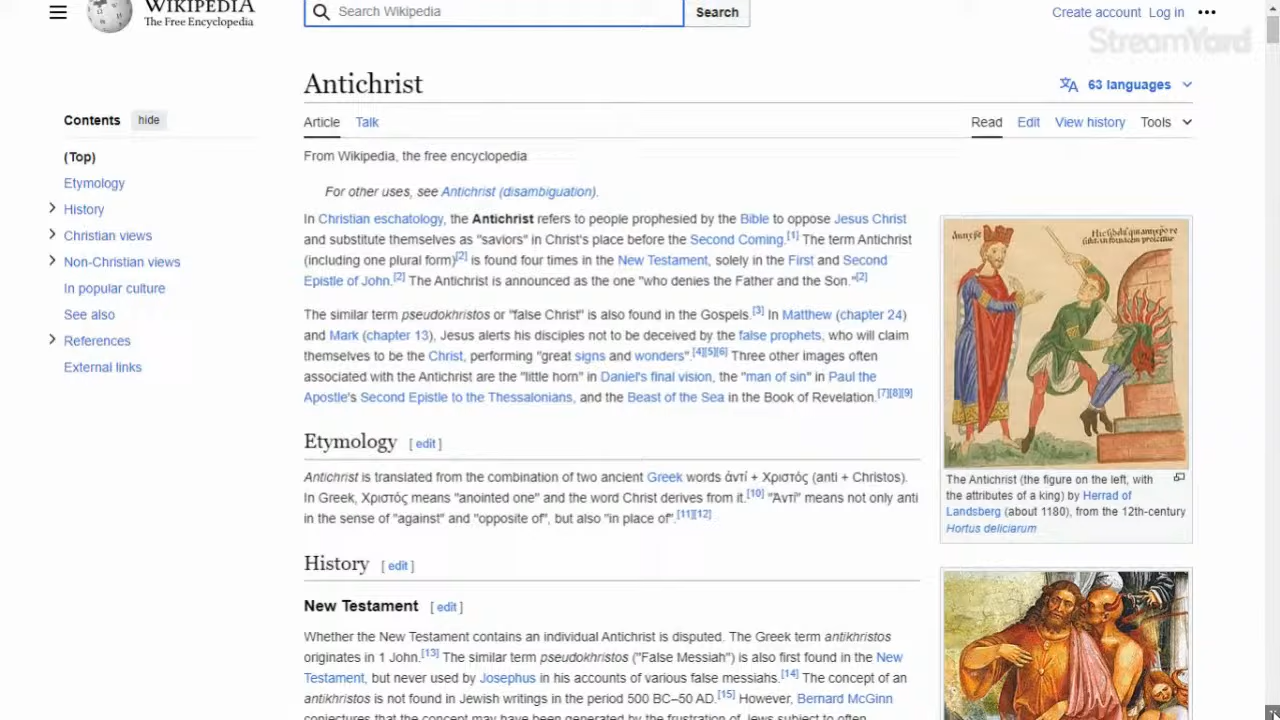 WIKIPEDIA
The Free Encyclopedia
Search Wikipedia
Search
Create account Log in
StreamYard
Antichrist
63 languages
Contents hide
Article Talk
Read Edit View history Tools
(Top)
Etymology
History
Christian views
Non-Christian views
In popular culture
See also
References
External links
From Wikipedia, the free encyclopedia
For other uses, see Antichrist (disambiguation).
In Christian eschatology, the Antichrist refers to people prophesied by the Bible to oppose Jesus Christ
and substitute themselves as "saviors" in Christ's place before the Second Coming.[1] The term Antichrist
(including one plural form)[2] is found four times in the New Testament, solely in the First and Second
Epistle of John.[2] The Antichrist is announced as the one "who denies the Father and the Son."[2]
The similar term pseudokhristos or "false Christ" is also found in the Gospels.[3] In Matthew (chapter 24)
and Mark (chapter 13), Jesus alerts his disciples not to be deceived by the false prophets, who will claim
themselves to be the Christ, performing "great signs and wonders".[4][5][6] Three other images often
associated with the Antichrist are the "little horn" in Daniel's final vision, the "man of sin" in Paul the
Apostle's Second Epistle to the Thessalonians, and the Beast of the Sea in the Book of Revelation.[7][8][9]
Etymology [edit]
Antichrist is translated from the combination of two ancient Greek words ἀντί + Χριστός (anti + Christos).
In Greek, Χριστός means "anointed one" and the word Christ derives from it.[10] "Ἀντί" means not only anti
in the sense of "against" and "opposite of", but also "in place of".[11][12]
History [edit]
New Testament [edit]
Whether the New Testament contains an individual Antichrist is disputed. The Greek term antikhristos
originates in 1 John.[13] The similar term pseudokhristos ("False Messiah") is also first found in the New
Testament, but never used by Josephus in his accounts of various false messiahs.[14] The concept of an
antikhristos is not found in Jewish writings in the period 500 BC–50 AD.[15] However, Bernard McGinn
conjectures that the concept may have been generated by the frustration of Jews subject to often
The Antichrist (the figure on the left, with
the attributes of a king) by Herrad of
Landsberg (about 1180), from the 12th-century
Hortus deliciarum